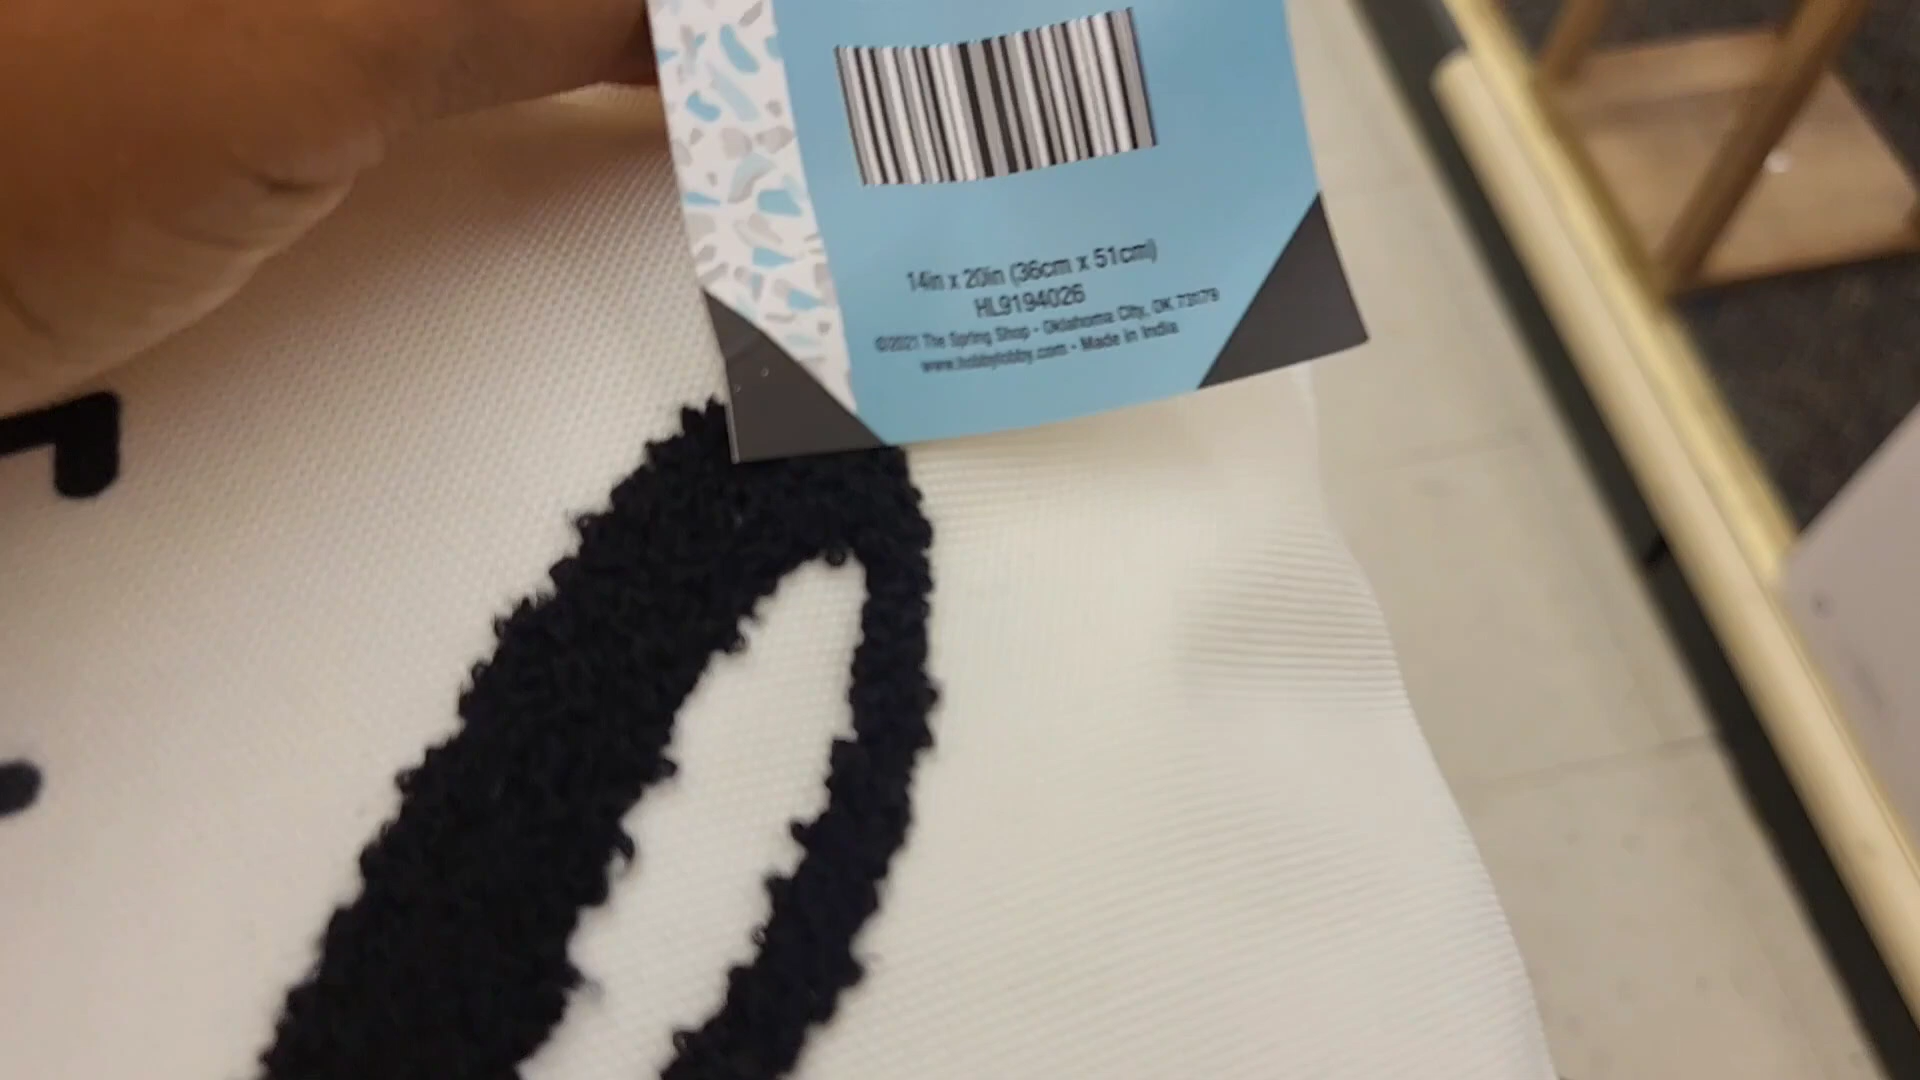 14in x 20in (36cm x 51cm)
HL9194026
©2021 The Spring Shop - Oklahoma City, OK 73179
www.hobbylobby.com - Made in India